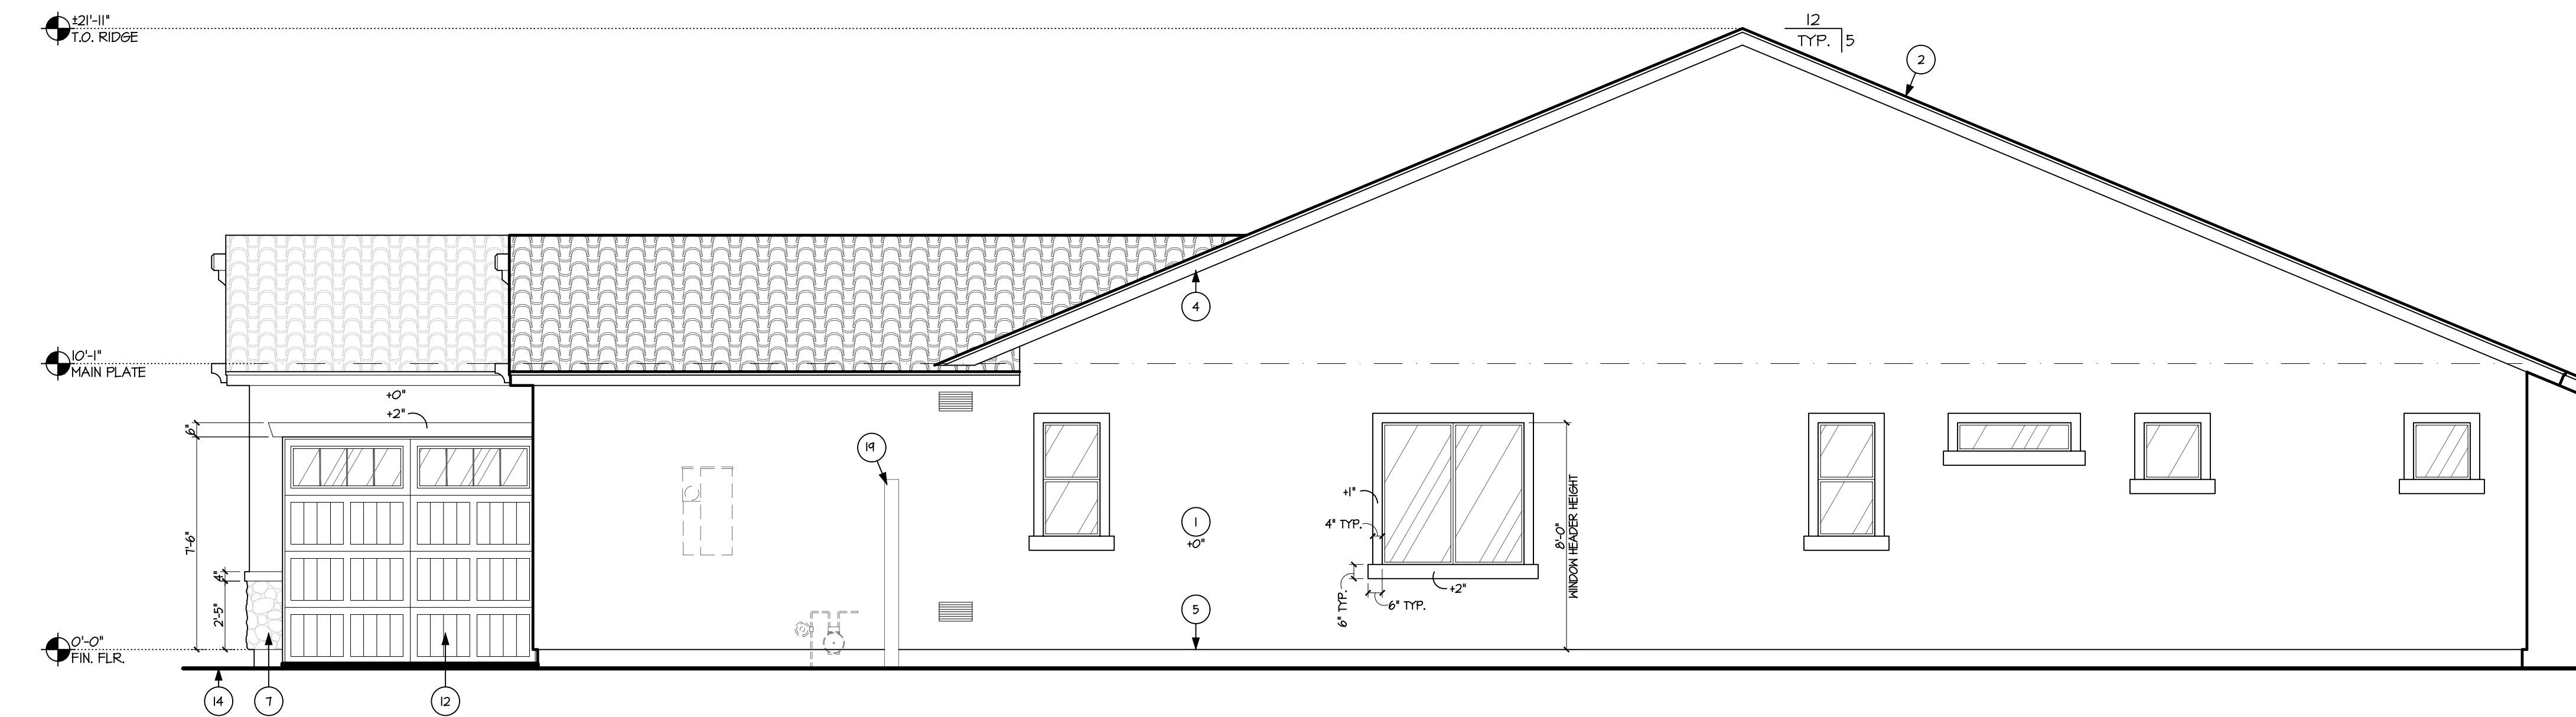 ±21'-11"
T.O. RIDGE
12
TYP.
5
2
4
10'-1"
MAIN PLATE
+0"
+2"
6"
19
7'-6"
+1"
4" TYP.
1
+0"
8'-0"
WINDOW HEADER HEIGHT
4"
2'-5"
6" TYP.
6" TYP.
+2"
5
0'-0"
FIN. FLR.
14
7
12